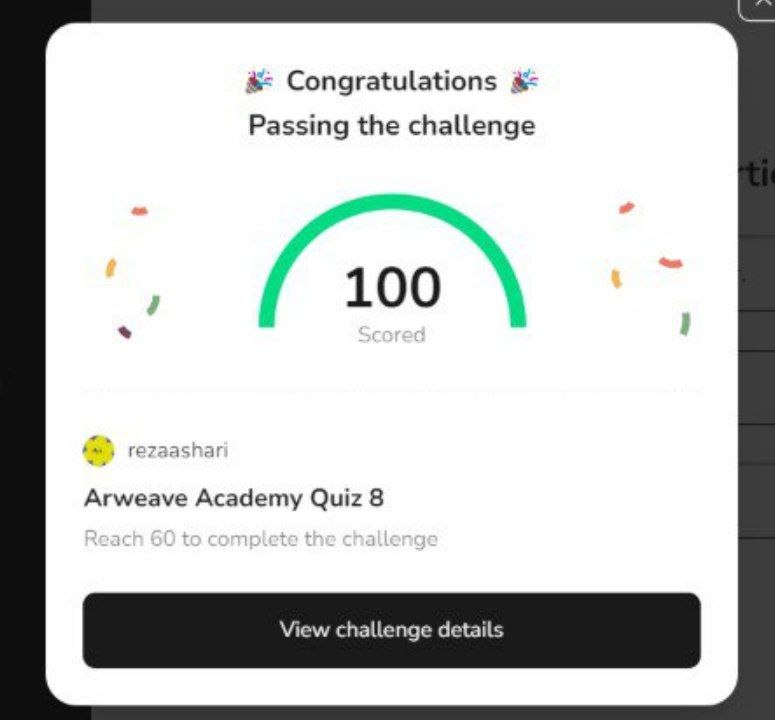 🎉 Congratulations 🎉
Passing the challenge
100
Scored
rezaashari
Arweave Academy Quiz 8
Reach 60 to complete the challenge
View challenge details